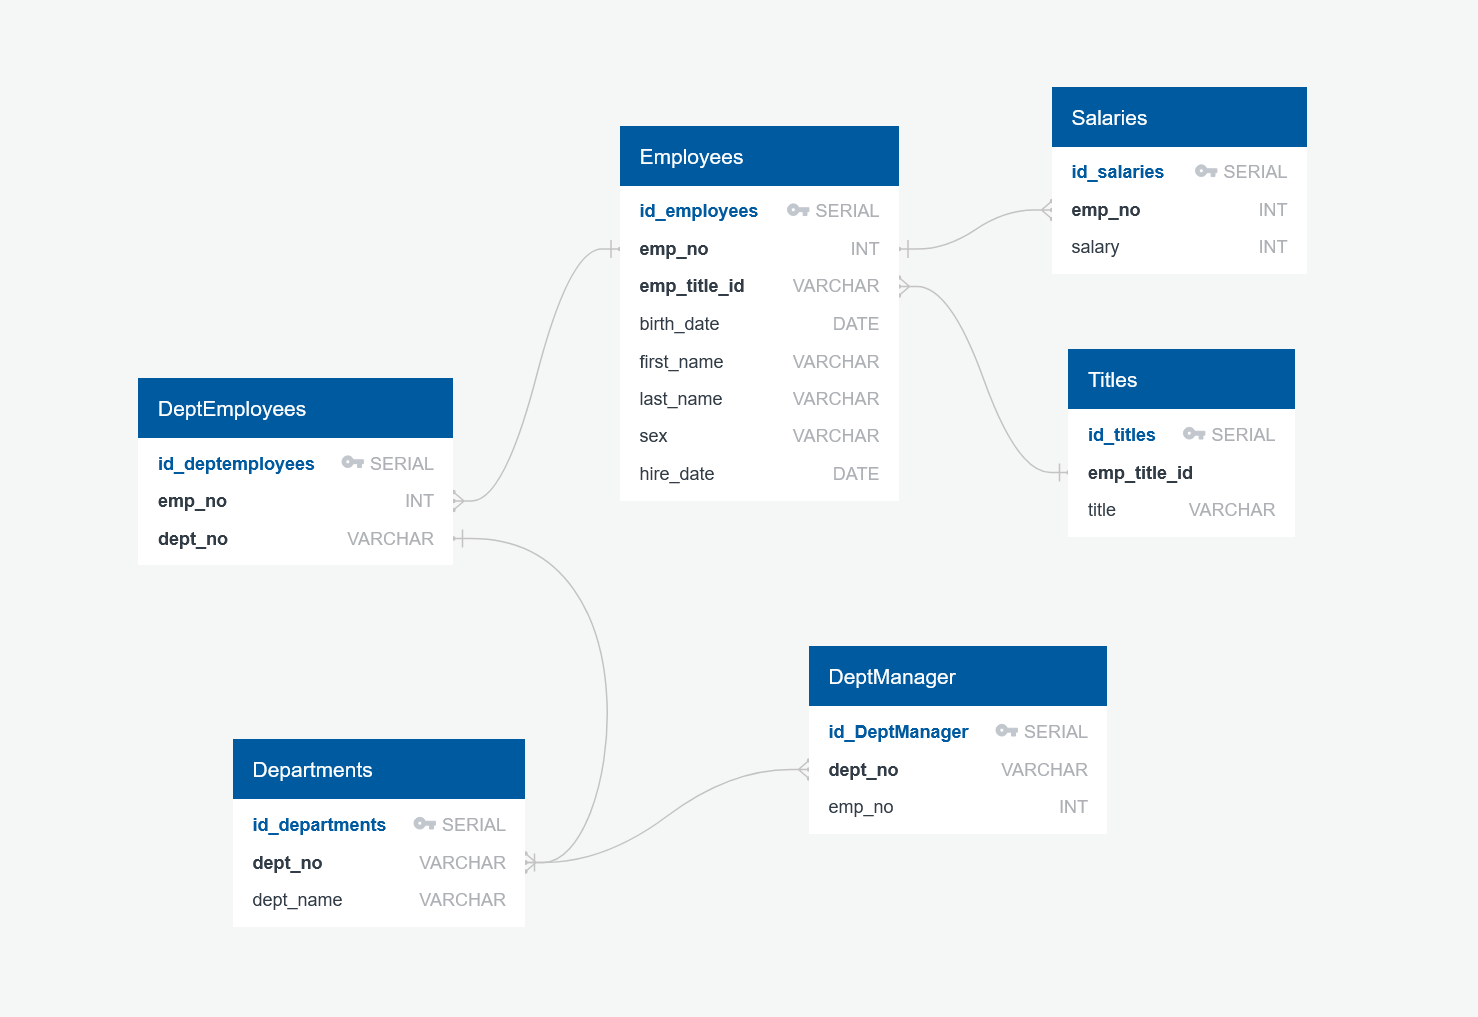 Employees
id_employees SERIAL
emp_no INT
emp_title_id VARCHAR
birth_date DATE
first_name VARCHAR
last_name VARCHAR
sex VARCHAR
hire_date DATE
Salaries
id_salaries SERIAL
emp_no INT
salary INT
Titles
id_titles SERIAL
emp_title_id
title VARCHAR
DeptEmployees
id_deptemployees SERIAL
emp_no INT
dept_no VARCHAR
DeptManager
id_DeptManager SERIAL
dept_no VARCHAR
emp_no INT
Departments
id_departments SERIAL
dept_no VARCHAR
dept_name VARCHAR